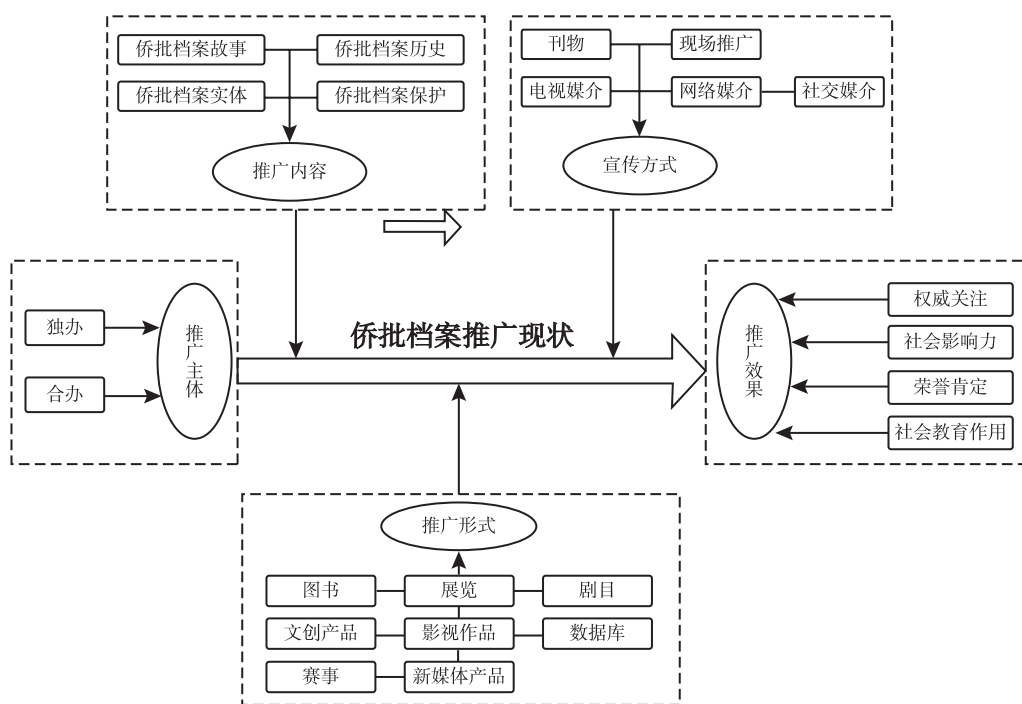 侨批档案故事
侨批档案历史
侨批档案实体
侨批档案保护
推广内容
刊物
现场推广
电视媒介
网络媒介
社交媒介
宣传方式
独办
合办
推广主体
侨批档案推广现状
推广效果
权威关注
社会影响力
荣誉肯定
社会教育作用
推广形式
图书
展览
剧目
文创产品
影视作品
数据库
赛事
新媒体产品